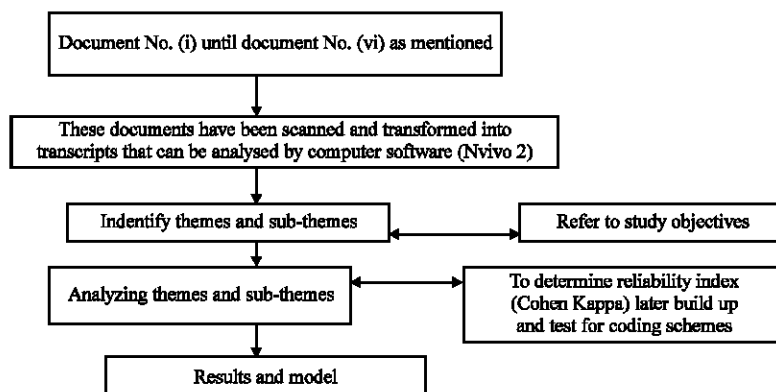 Document No. (i) until document No. (vi) as mentioned
These documents have been scanned and transformed into
transcripts that can be analysed by computer software (Nvivo 2)
Indentify themes and sub-themes
Refer to study objectives
Analyzing themes and sub-themes
To determine reliability index
(Cohen Kappa) later build up
and test for coding schemes
Results and model